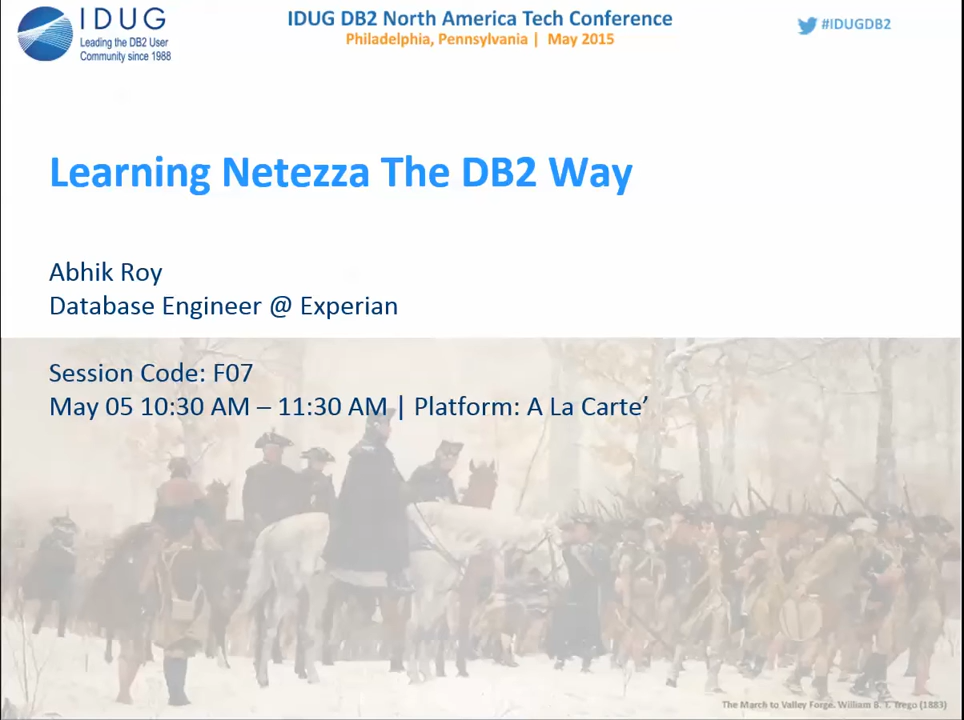 IDUG
Leading the DB2 User
Community since 1988
IDUG DB2 North America Tech Conference
Philadelphia, Pennsylvania | May 2015
#IDUGDB2
Learning Netezza The DB2 Way
Abhik Roy
Database Engineer @ Experian
Session Code: F07
May 05 10:30 AM – 11:30 AM | Platform: A La Carte’
The March to Valley Forge. William B. T. Trego (1883)